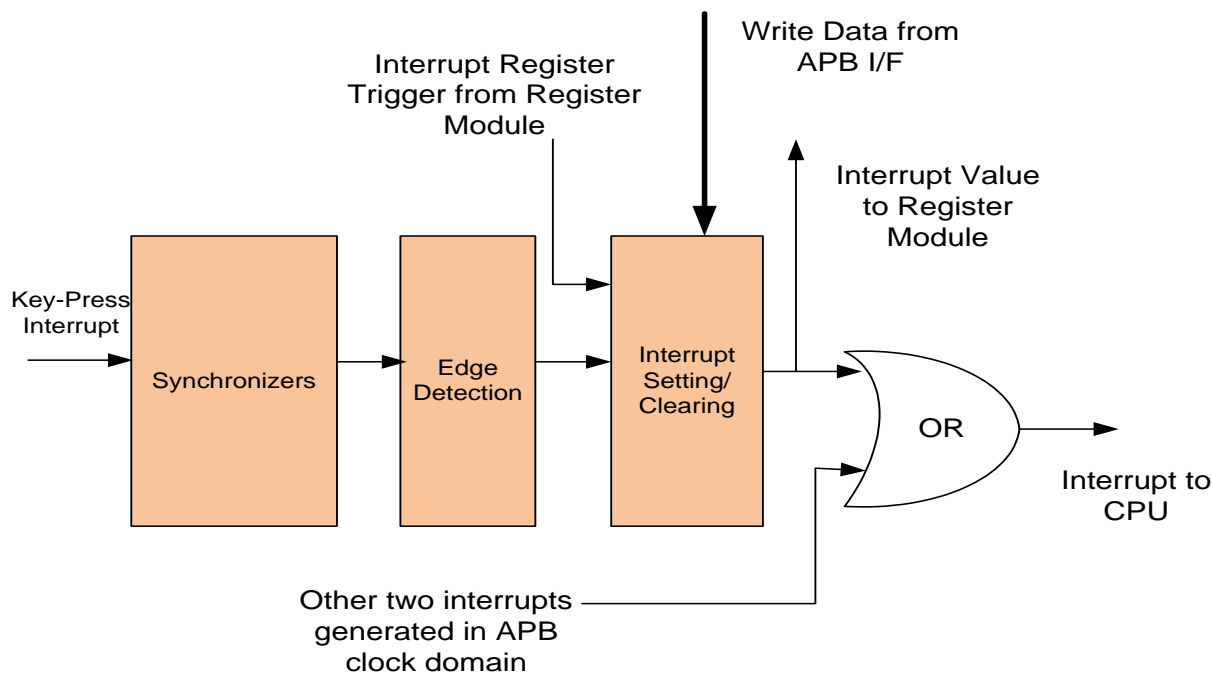 Write Data from
APB I/F
Interrupt Register
Trigger from Register
Module
Interrupt Value
to Register
Module
Key-Press
Interrupt
Synchronizers
Edge
Detection
Interrupt
Setting/
Clearing
OR
Interrupt to
CPU
Other two interrupts
generated in APB
clock domain